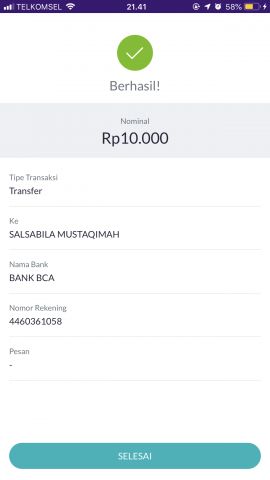 TELKOMSEL 21.41 58%
Berhasil!
Nominal
Rp10.000
Tipe Transaksi
Transfer
Ke
SALSABILA MUSTAQIMAH
Nama Bank
BANK BCA
Nomor Rekening
4460361058
Pesan
-
SELESAI